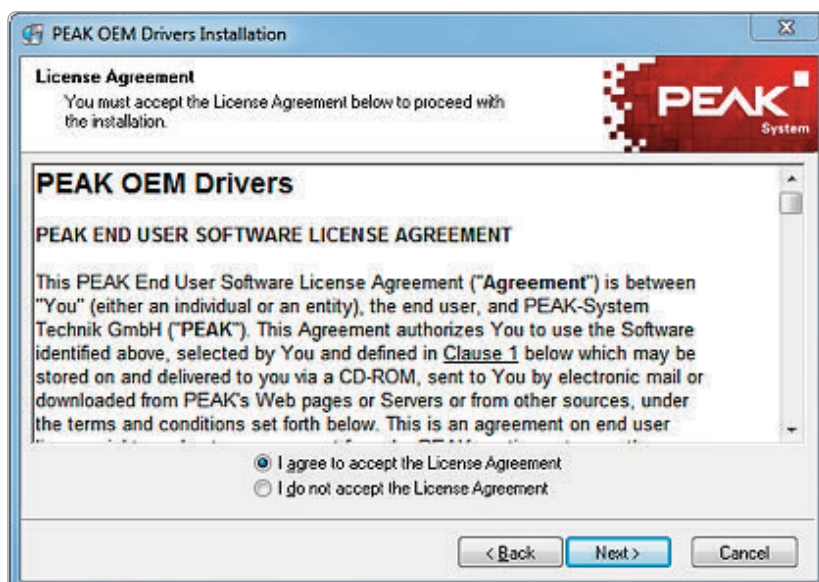 PEAK OEM Drivers Installation
License Agreement
You must accept the License Agreement below to proceed with
the installation.
PEAK
System
PEAK OEM Drivers
PEAK END USER SOFTWARE LICENSE AGREEMENT
This PEAK End User Software License Agreement ("Agreement") is between
"You" (either an individual or an entity), the end user, and PEAK-System
Technik GmbH ("PEAK"). This Agreement authorizes You to use the Software
identified above, selected by You and defined in Clause 1 below which may be
stored on and delivered to you via a CD-ROM, sent to You by electronic mail or
downloaded from PEAK's Web pages or Servers or from other sources, under
the terms and conditions set forth below. This is an agreement on end user
I agree to accept the License Agreement
I do not accept the License Agreement
< Back
Next >
Cancel